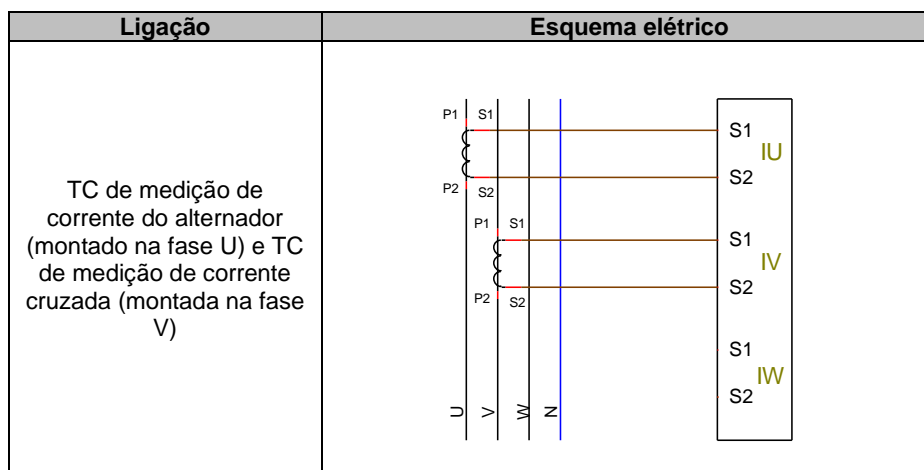 Ligação
Esquema elétrico
TC de medição de
corrente do alternador
(montado na fase U) e TC
de medição de corrente
cruzada (montada na fase
V)
P1 S1
P2 S2
P1 S1
P2 S2
U V W N
S1
IU
S2
S1
IV
S2
S1
IW
S2